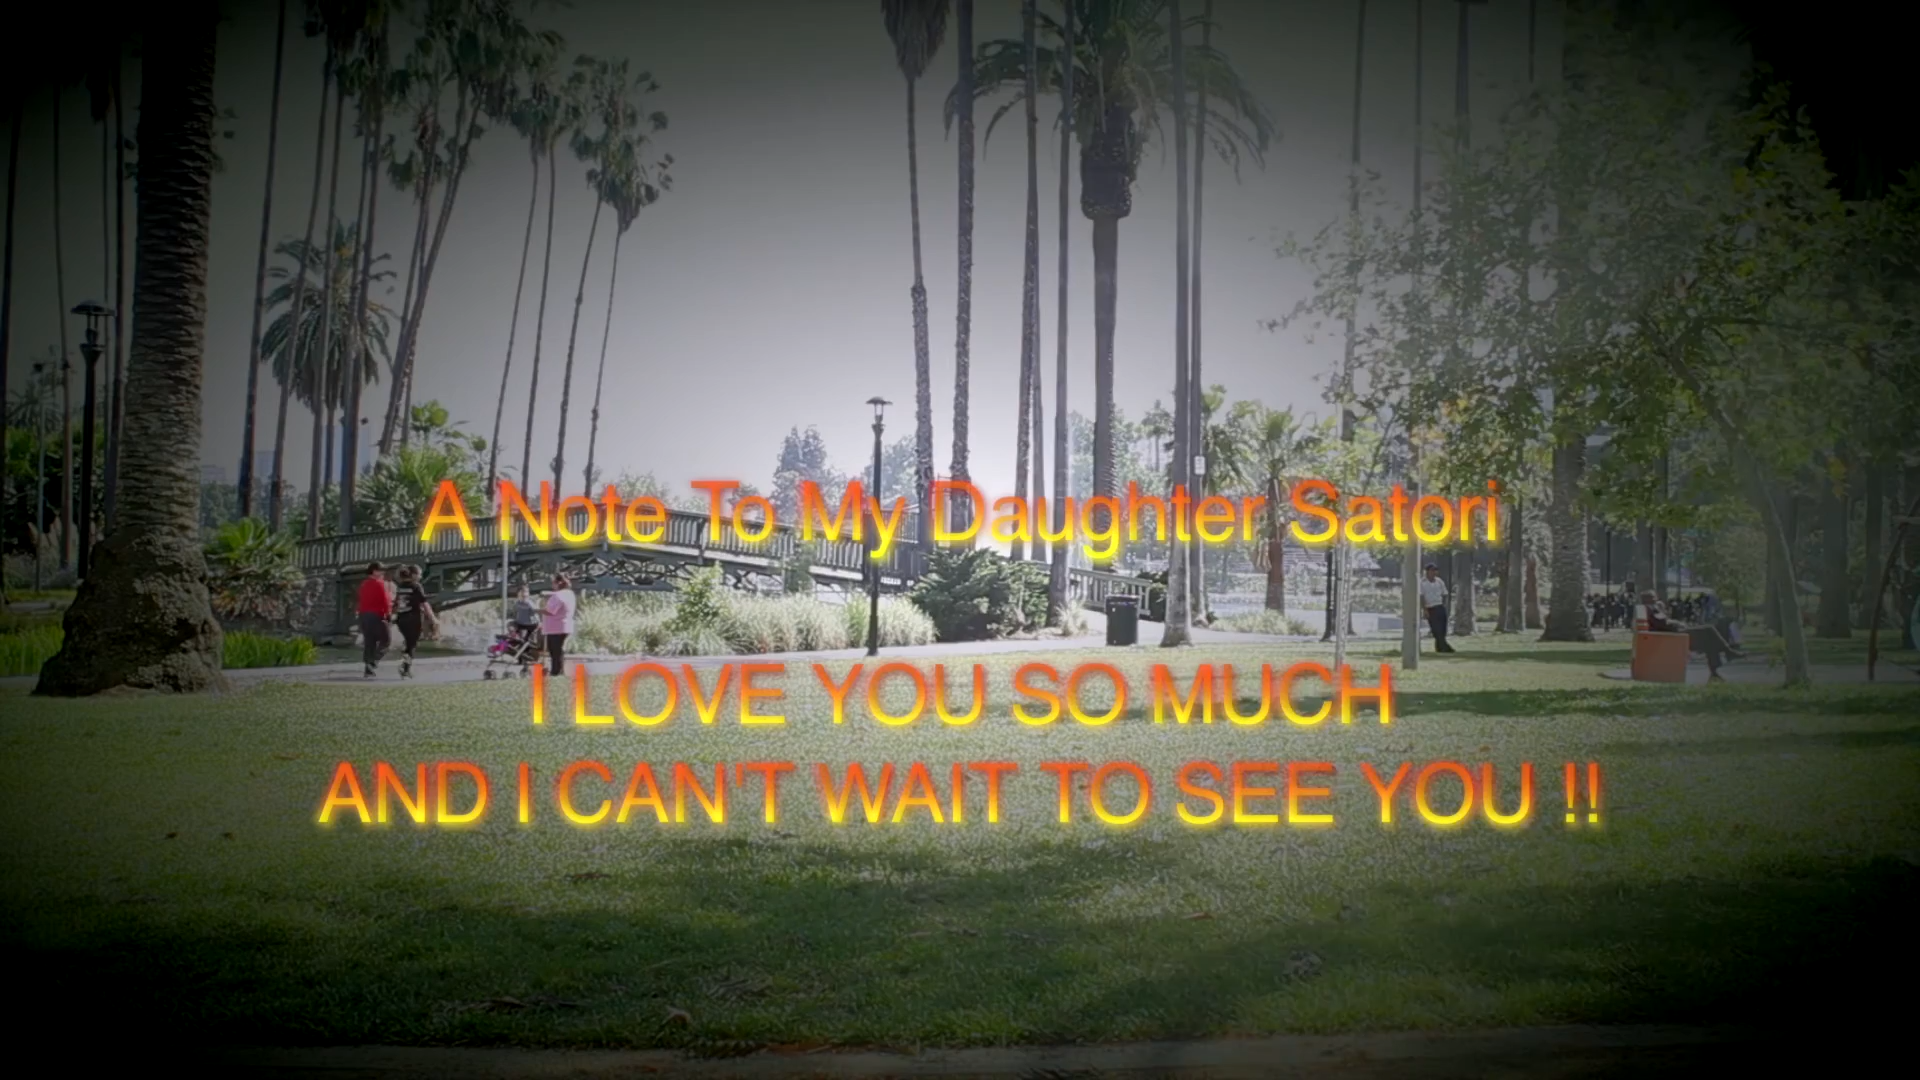 A Note To My Daughter Satori
I LOVE YOU SO MUCH
AND I CAN'T WAIT TO SEE YOU !!